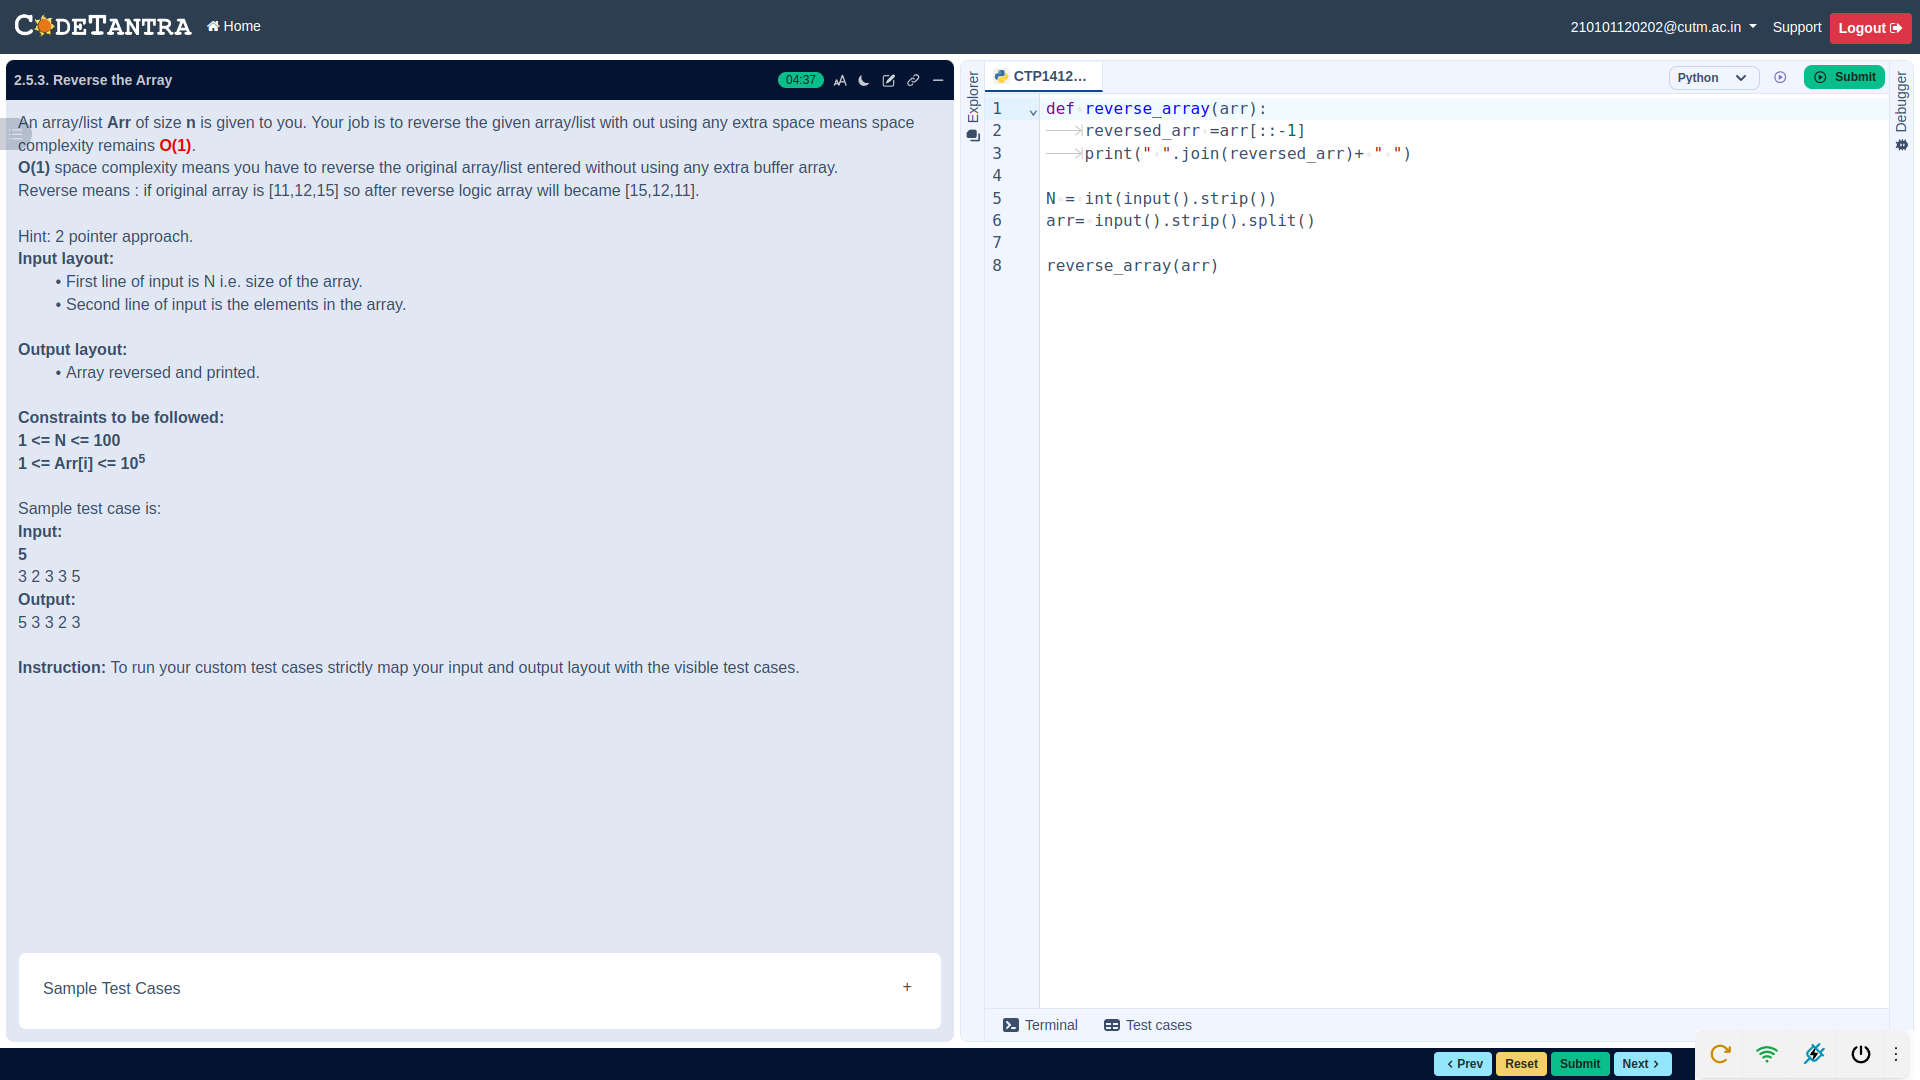 CODETANTRA
Home
210101120202@cutm.ac.in
Support
Logout
2.5.3. Reverse the Array
04:37
An array/list Arr of size n is given to you. Your job is to reverse the given array/list with out using any extra space means space
complexity remains O(1).
O(1) space complexity means you have to reverse the original array/list entered without using any extra buffer array.
Reverse means : if original array is [11,12,15] so after reverse logic array will became [15,12,11].
Hint: 2 pointer approach.
Input layout:
• First line of input is N i.e. size of the array.
• Second line of input is the elements in the array.
Output layout:
• Array reversed and printed.
Constraints to be followed:
1 <= N <= 100
1 <= Arr[i] <= 10^5
Sample test case is:
Input:
5
3 2 3 3 5
Output:
5 3 3 2 3
Instruction: To run your custom test cases strictly map your input and output layout with the visible test cases.
Sample Test Cases
+
Explorer
CTP1412...
Python
Submit
Debugger
1 def reverse_array(arr):
2 reversed_arr =arr[::-1]
3 print(" ".join(reversed_arr)+ " ")
4
5 N = int(input().strip())
6 arr= input().strip().split()
7
8 reverse_array(arr)
Terminal
Test cases
< Prev
Reset
Submit
Next >